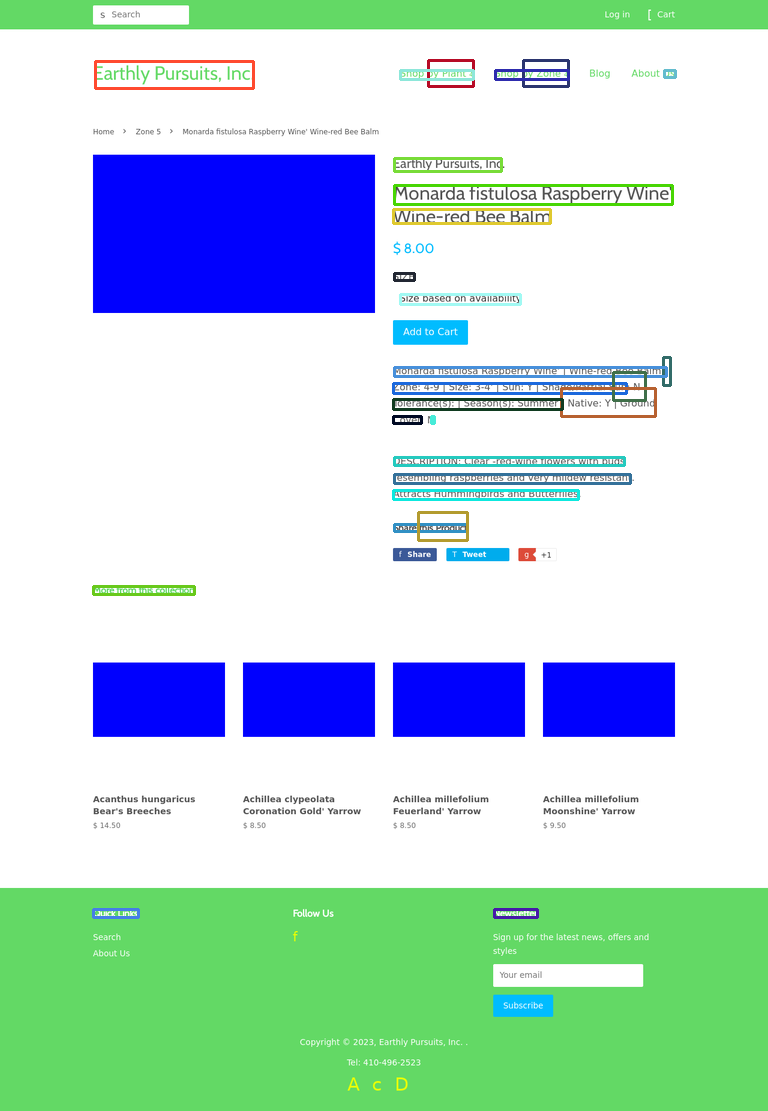 s Search
Log in
[ Cart
Earthly Pursuits, Inc
Shop by Plant
Shop by Zone
Blog
About
Home › Zone 5 › Monarda fistulosa Raspberry Wine' Wine-red Bee Balm
Earthly Pursuits, Inc.
Monarda fistulosa Raspberry Wine'
Wine-red Bee Balm
$ 8.00
Size based on availability
Add to Cart
Monarda fistulosa Raspberry Wine' | Wine-red Bee Balm
Zone: 4-9 | Size: 3-4' | Sun: Y | N
Tolerance(s): | Season(s): Summer | Native: Y | Ground
Cover:
DESCRIPTION: Clear -red-wine flowers with buds
resembling raspberries and very mildew resistant.
Attracts Hummingbirds and Butterflies
Share this Product
f Share
T Tweet
g +1
More from this collection
Acanthus hungaricus
Bear's Breeches
$ 14.50
Achillea clypeolata
Coronation Gold' Yarrow
$ 8.50
Achillea millefolium
Feuerland' Yarrow
$ 8.50
Achillea millefolium
Moonshine' Yarrow
$ 9.50
Quick Links
Search
About Us
Follow Us
f
Newsletter
Sign up for the latest news, offers and
styles
Your email
Subscribe
Copyright © 2023, Earthly Pursuits, Inc. .
Tel: 410-496-2523
A c D